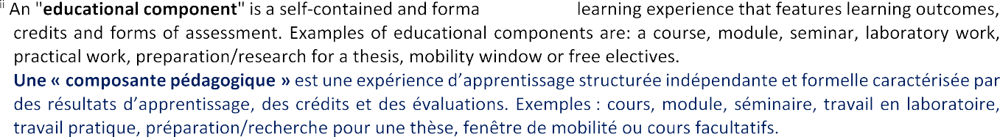 ii An "educational component" is a self-contained and forma learning experience that features learning outcomes,
credits and forms of assessment. Examples of educational components are: a course, module, seminar, laboratory work,
practical work, preparation/research for a thesis, mobility window or free electives.
Une « composante pédagogique » est une expérience d'apprentissage structurée indépendante et formelle caractérisée par
des résultats d'apprentissage, des crédits et des évaluations. Exemples : cours, module, séminaire, travail en laboratoire,
travail pratique, préparation/recherche pour une thèse, fenêtre de mobilité ou cours facultatifs.